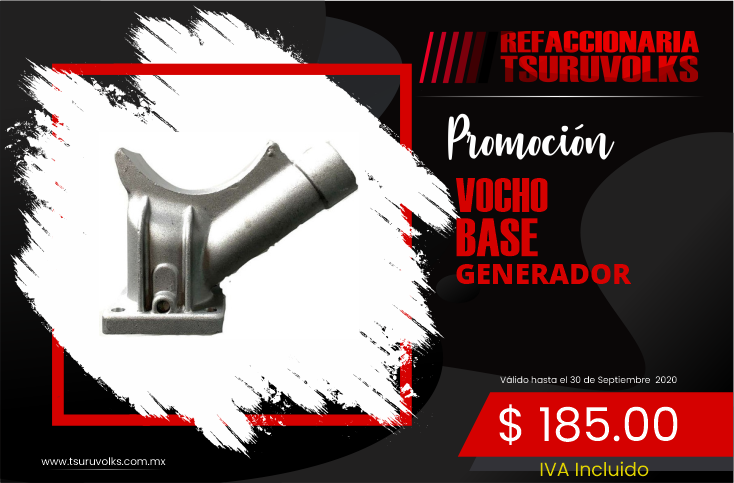 REFACCIONARIA
TSURUVOLKS
Promoción
VOCHO
BASE
GENERADOR
Válido hasta el 30 de Septiembre 2020
$ 185.00
IVA Incluido
www.tsuruvolks.com.mx